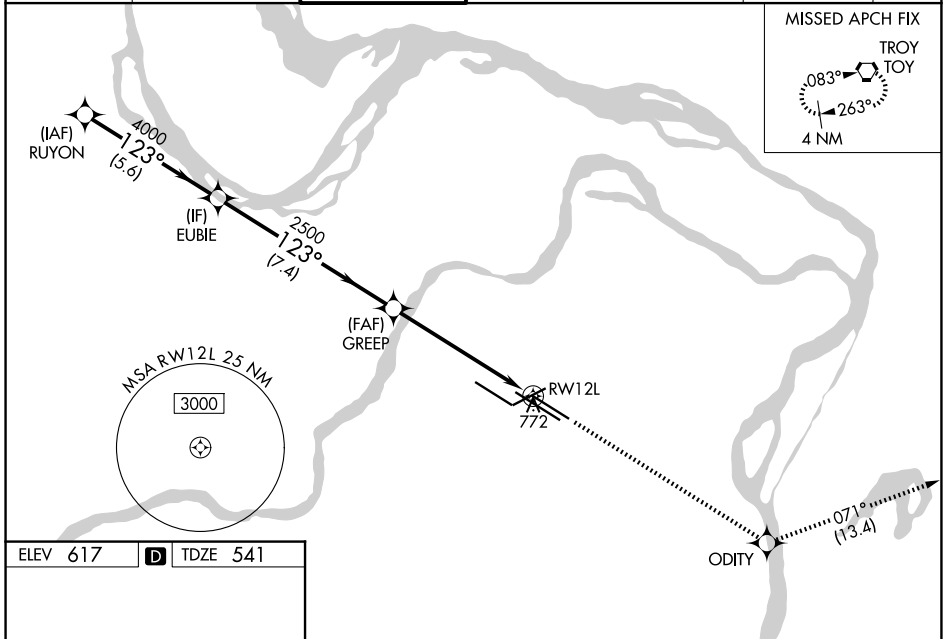 MISSED APCH FIX
TROY
TOY
083°
263°
4 NM
(IAF)
RUYON
4000
123°
(5.6)
(IF)
EUBIE
2500
123°
(7.4)
(FAF)
GREEP
MSA RW12L 25 NM
3000
RW12L
772
071°
(13.4)
ODITY
ELEV 617 D TDZE 541